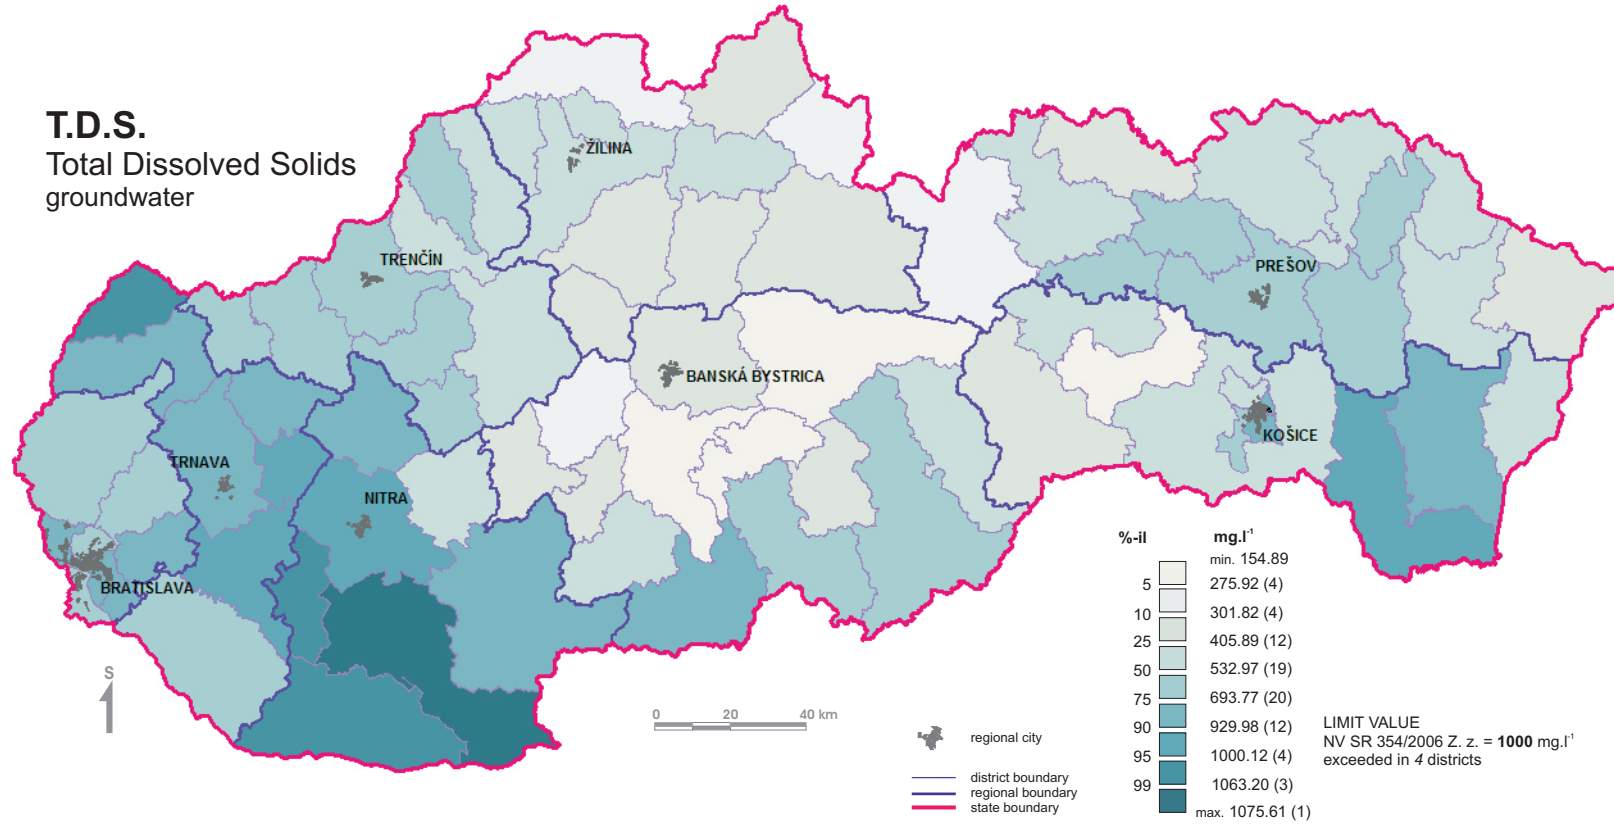 T.D.S.
Total Dissolved Solids
groundwater
ŽILINA
TRENČÍN
PREŠOV
BANSKÁ BYSTRICA
KOŠICE
TRNAVA
NITRA
BRATISLAVA
S
0 20 40 km
regional city
district boundary
regional boundary
state boundary
%-il mg.l-1
min. 154.89
5 275.92 (4)
10 301.82 (4)
25 405.89 (12)
50 532.97 (19)
75 693.77 (20)
90 929.98 (12)
95 1000.12 (4)
99 1063.20 (3)
max. 1075.61 (1)
LIMIT VALUE
NV SR 354/2006 Z. z. = 1000 mg.l-1
exceeded in 4 districts